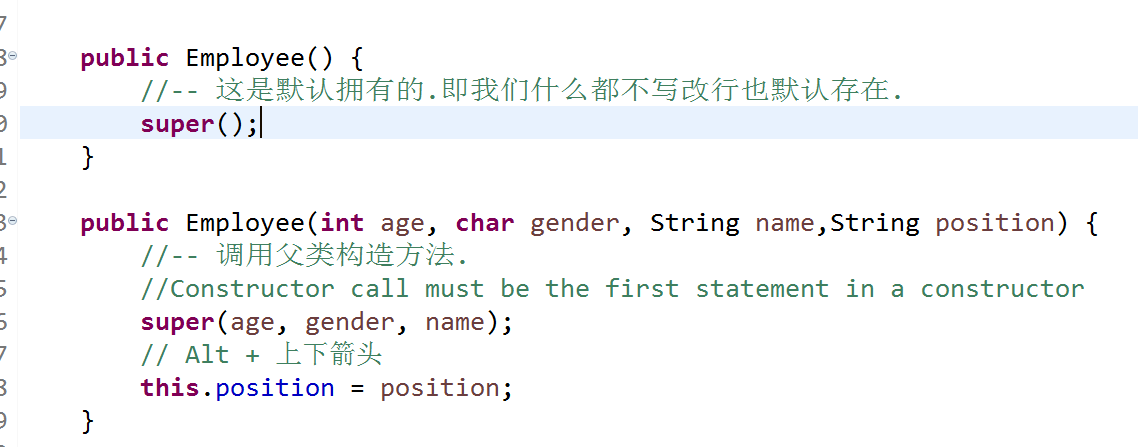 7
8 public Employee() {
9 //-- 这是默认拥有的.即我们什么都不写改行也默认存在.
0 super();
1 }
2
3 public Employee(int age, char gender, String name,String position) {
4 //-- 调用父类构造方法.
5 //Constructor call must be the first statement in a constructor
6 super(age, gender, name);
7 // Alt + 上下箭头
8 this.position = position;
9 }